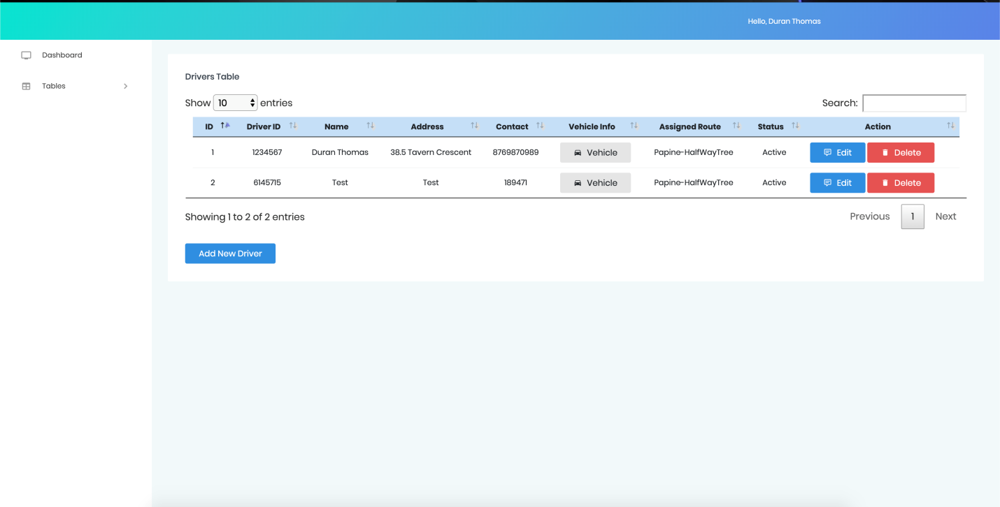 Hello, Duran Thomas
Dashboard
Tables
Drivers Table
Show 10 entries
Search:
ID Driver ID Name Address Contact Vehicle Info Assigned Route Status Action
1 1234567 Duran Thomas 38.5 Tavern Crescent 8769870989 Vehicle Papine-HalfWayTree Active Edit Delete
2 6145715 Test Test 189471 Vehicle Papine-HalfWayTree Active Edit Delete
Showing 1 to 2 of 2 entries
Previous 1 Next
Add New Driver